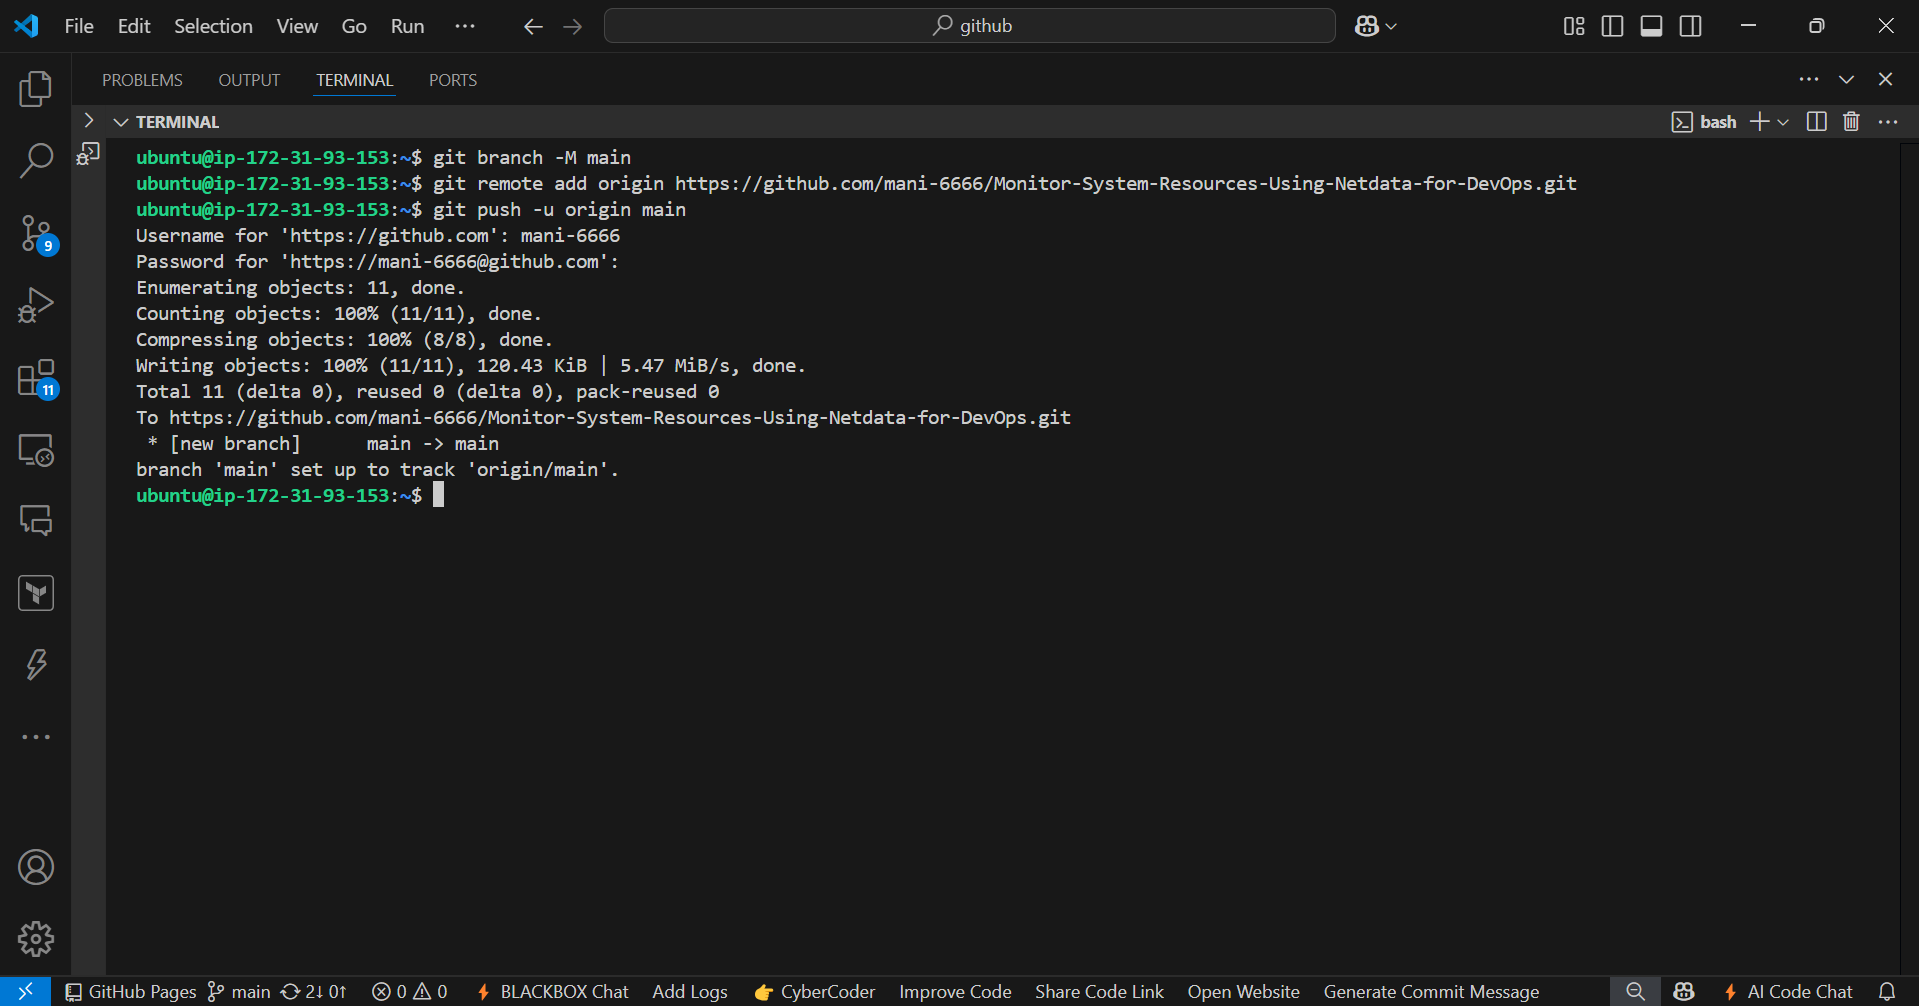 File Edit Selection View Go Run ··· github
PROBLEMS OUTPUT TERMINAL PORTS
TERMINAL bash
ubuntu@ip-172-31-93-153:~$ git branch -M main
ubuntu@ip-172-31-93-153:~$ git remote add origin https://github.com/mani-6666/Monitor-System-Resources-Using-Netdata-for-DevOps.git
ubuntu@ip-172-31-93-153:~$ git push -u origin main
Username for 'https://github.com': mani-6666
Password for 'https://mani-6666@github.com':
Enumerating objects: 11, done.
Counting objects: 100% (11/11), done.
Compressing objects: 100% (8/8), done.
Writing objects: 100% (11/11), 120.43 KiB | 5.47 MiB/s, done.
Total 11 (delta 0), reused 0 (delta 0), pack-reused 0
To https://github.com/mani-6666/Monitor-System-Resources-Using-Netdata-for-DevOps.git
 * [new branch]      main -> main
branch 'main' set up to track 'origin/main'.
ubuntu@ip-172-31-93-153:~$
9
11
GitHub Pages main 2↓ 0↑ 0 0 BLACKBOX Chat Add Logs 👉 CyberCoder Improve Code Share Code Link Open Website Generate Commit Message AI Code Chat